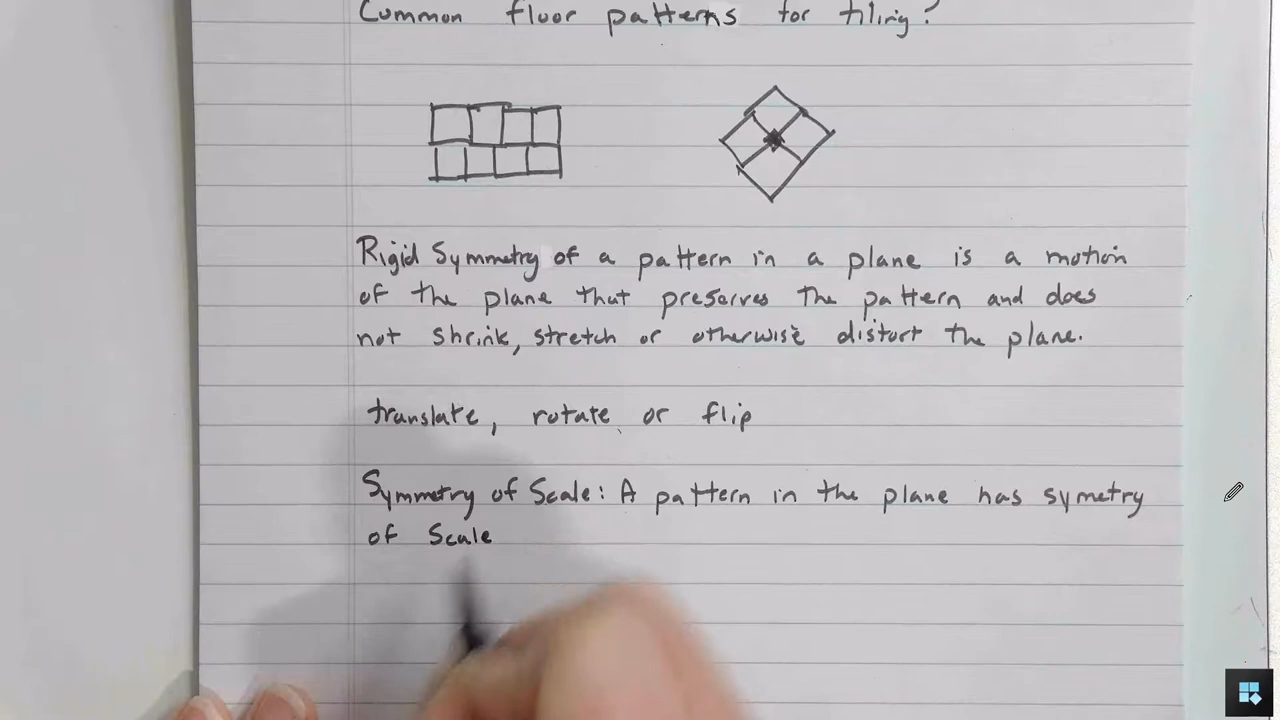 Common floor patterns for tiling?
Rigid Symmetry of a pattern in a plane is a motion
of the plane that preserves the pattern and does
not shrink, stretch or otherwise distort the plane.
translate, rotate or flip
Symmetry of Scale: A pattern in the plane has symetry
of Scale